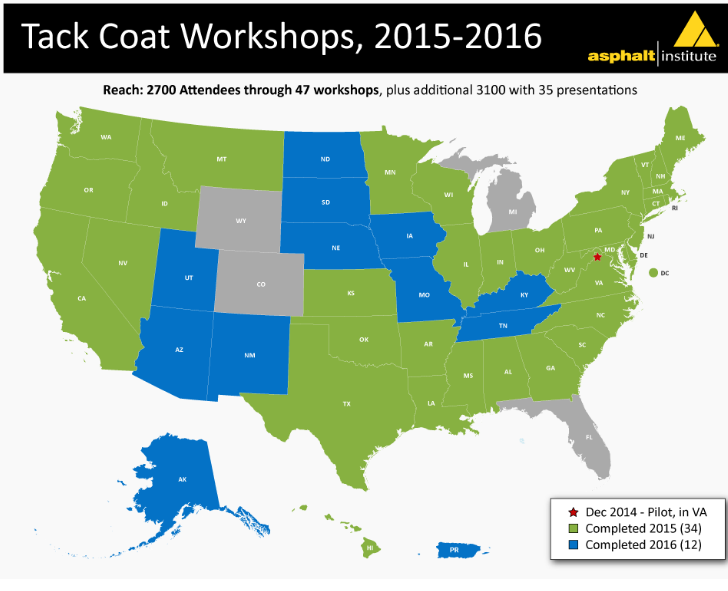 Tack Coat Workshops, 2015-2016
asphalt institute
Reach: 2700 Attendees through 47 workshops, plus additional 3100 with 35 presentations
WA
MT
ND
MN
ME
VT
NH
OR
ID
SD
WI
NY
MA
CT
RI
WY
MI
NV
UT
NE
IA
PA
NJ
IL
IN
OH
MD
DE
DC
CO
WV
VA
CA
KS
MO
KY
NC
TN
AZ
NM
OK
AR
SC
MS
AL
GA
TX
LA
FL
AK
HI
PR
Dec 2014 - Pilot, in VA
Completed 2015 (34)
Completed 2016 (12)